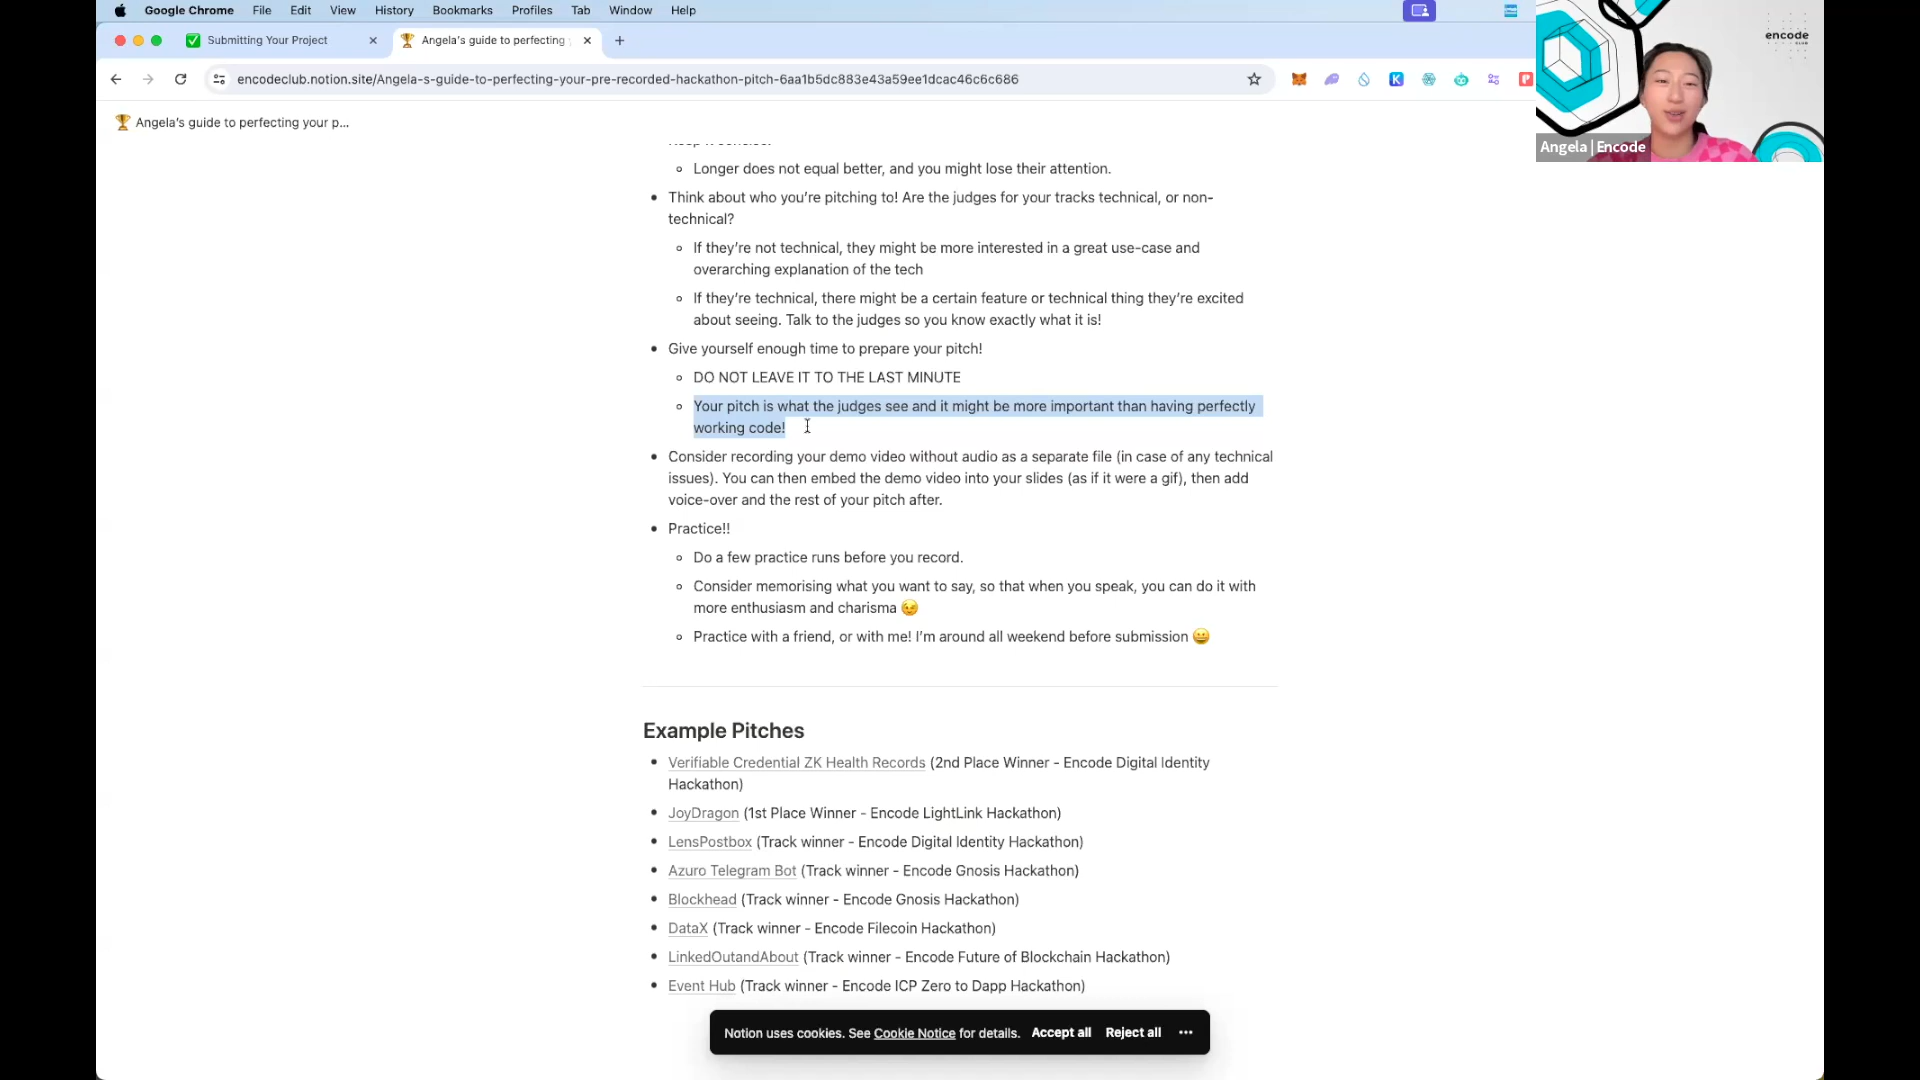 Google Chrome File Edit View History Bookmarks Profiles Tab Window Help
Submitting Your Project
Angela's guide to perfecting
encodeclub.notion.site/Angela-s-guide-to-perfecting-your-pre-recorded-hackathon-pitch-6aa1b5dc883e43a59ee1dcac46c6c686
encode
CLUB
Angela | Encode
Angela's guide to perfecting your p...
Keep it concise.
Longer does not equal better, and you might lose their attention.
Think about who you're pitching to! Are the judges for your tracks technical, or non-
technical?
If they're not technical, they might be more interested in a great use-case and
overarching explanation of the tech
If they're technical, there might be a certain feature or technical thing they're excited
about seeing. Talk to the judges so you know exactly what it is!
Give yourself enough time to prepare your pitch!
DO NOT LEAVE IT TO THE LAST MINUTE
Your pitch is what the judges see and it might be more important than having perfectly
working code!
Consider recording your demo video without audio as a separate file (in case of any technical
issues). You can then embed the demo video into your slides (as if it were a gif), then add
voice-over and the rest of your pitch after.
Practice!!
Do a few practice runs before you record.
Consider memorising what you want to say, so that when you speak, you can do it with
more enthusiasm and charisma 😉
Practice with a friend, or with me! I'm around all weekend before submission 😀
Example Pitches
Verifiable Credential ZK Health Records (2nd Place Winner - Encode Digital Identity
Hackathon)
JoyDragon (1st Place Winner - Encode LightLink Hackathon)
LensPostbox (Track winner - Encode Digital Identity Hackathon)
Azuro Telegram Bot (Track winner - Encode Gnosis Hackathon)
Blockhead (Track winner - Encode Gnosis Hackathon)
DataX (Track winner - Encode Filecoin Hackathon)
LinkedOutandAbout (Track winner - Encode Future of Blockchain Hackathon)
Event Hub (Track winner - Encode ICP Zero to Dapp Hackathon)
Notion uses cookies. See Cookie Notice for details. Accept all Reject all